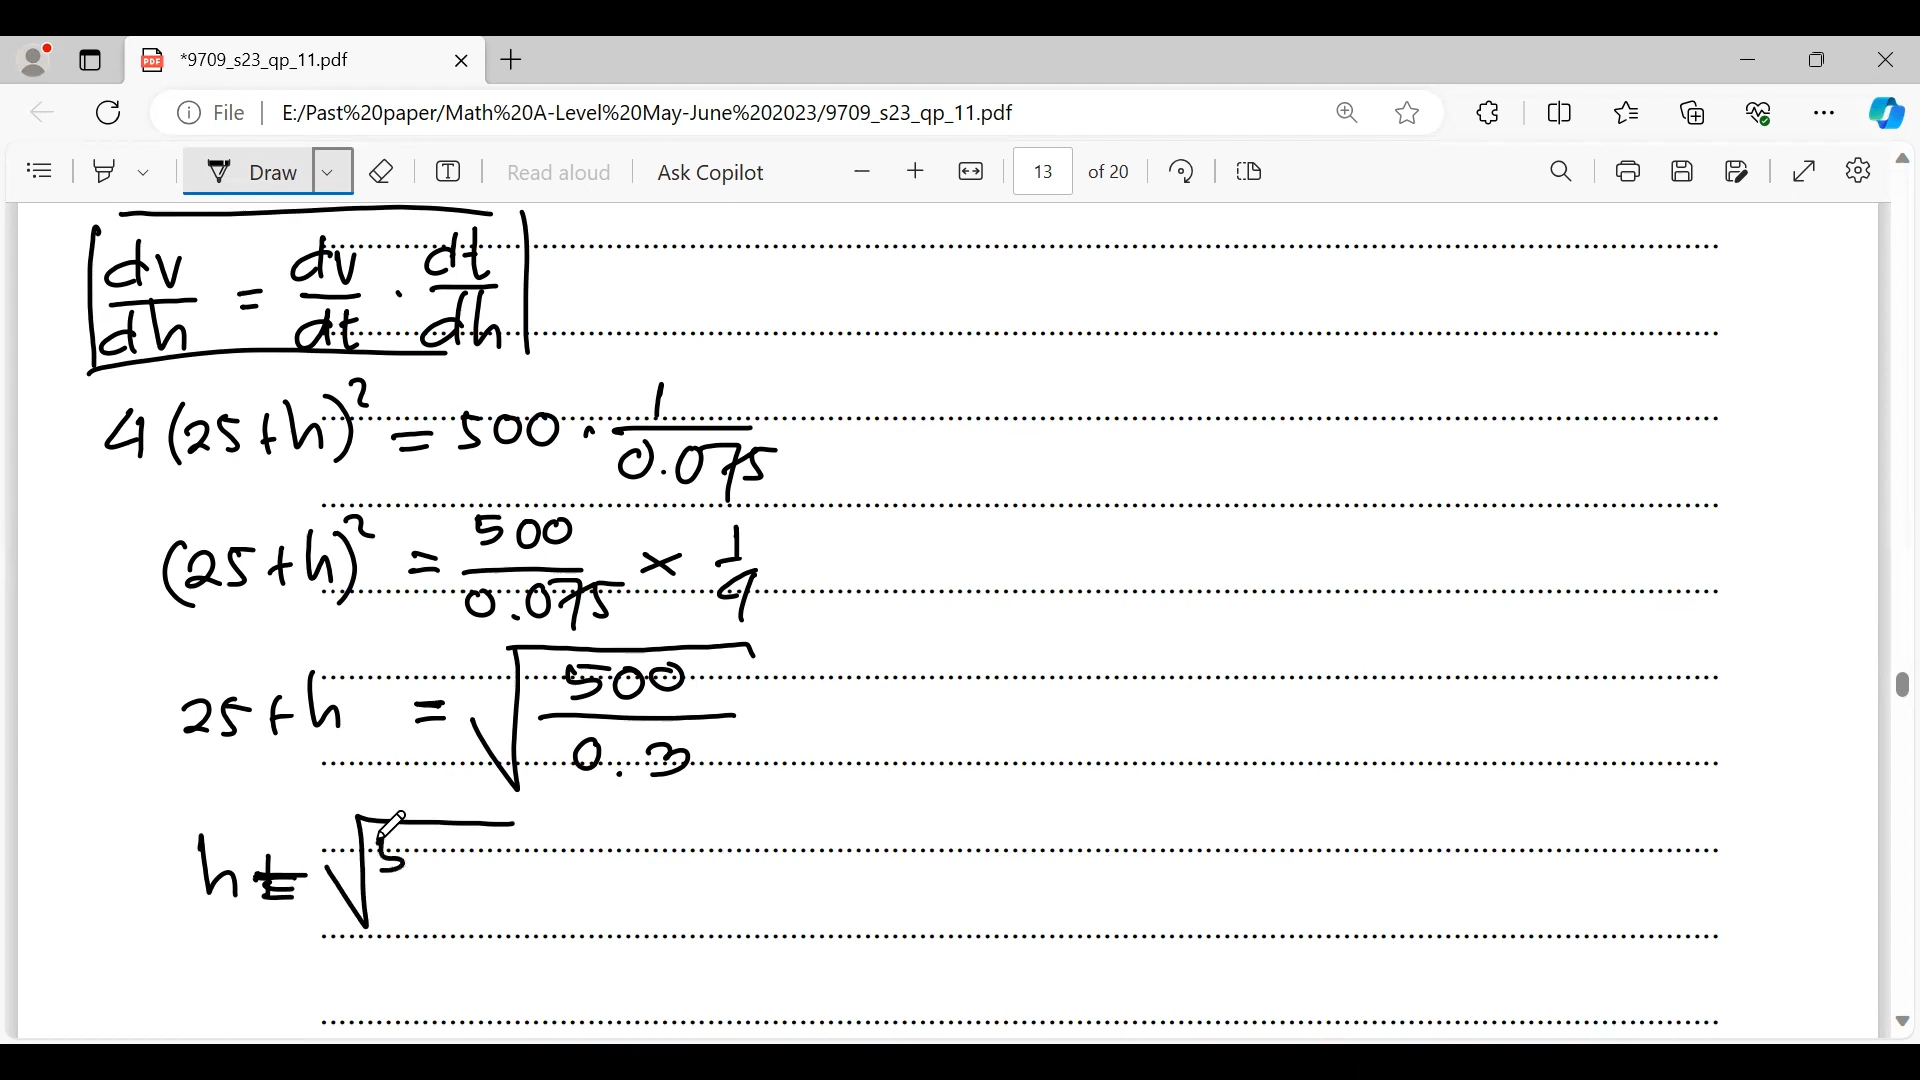 *9709_s23_qp_11.pdf
File | E:/Past%20paper/Math%20A-Level%20May-June%202023/9709_s23_qp_11.pdf
Draw T Read aloud Ask Copilot 13 of 20
dv/dh = dv/dt · dt/dh
4(25+h)² = 500 · 1/0.075
(25+h)² = 500/0.075 × 1/4
25+h = √(500/0.3)
h = √5